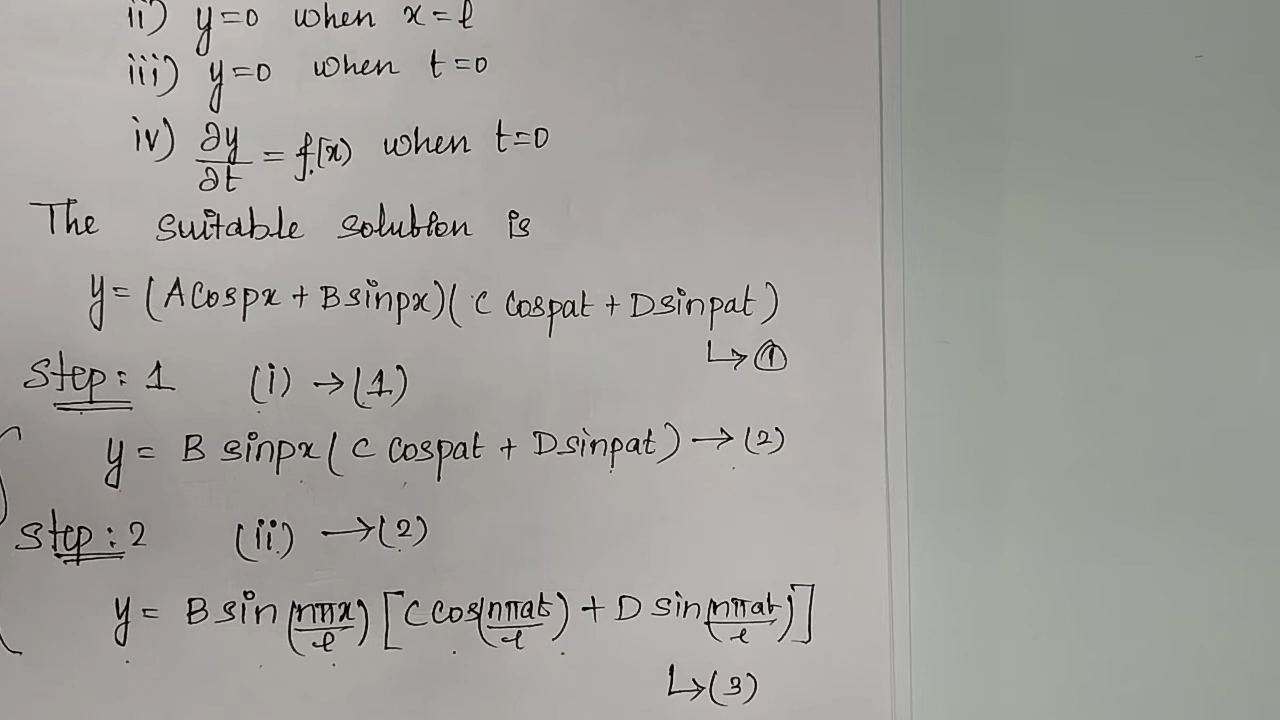 ii) y=0 when x=ℓ
iii) y=0 when t=0
iv) ∂y/∂t = f(x) when t=0
The suitable solution is
y= (A Cospx + B sinpx) ( C Cospat + D sinpat)
↳ ①
Step: 1 (i) → (1)
y = B sinpx ( C Cospat + D sinpat) → (2)
Step: 2 (ii) → (2)
y = B sin (nπx/ℓ) [C cos (nπat/ℓ) + D sin (nπat/ℓ)]
↳ (3)